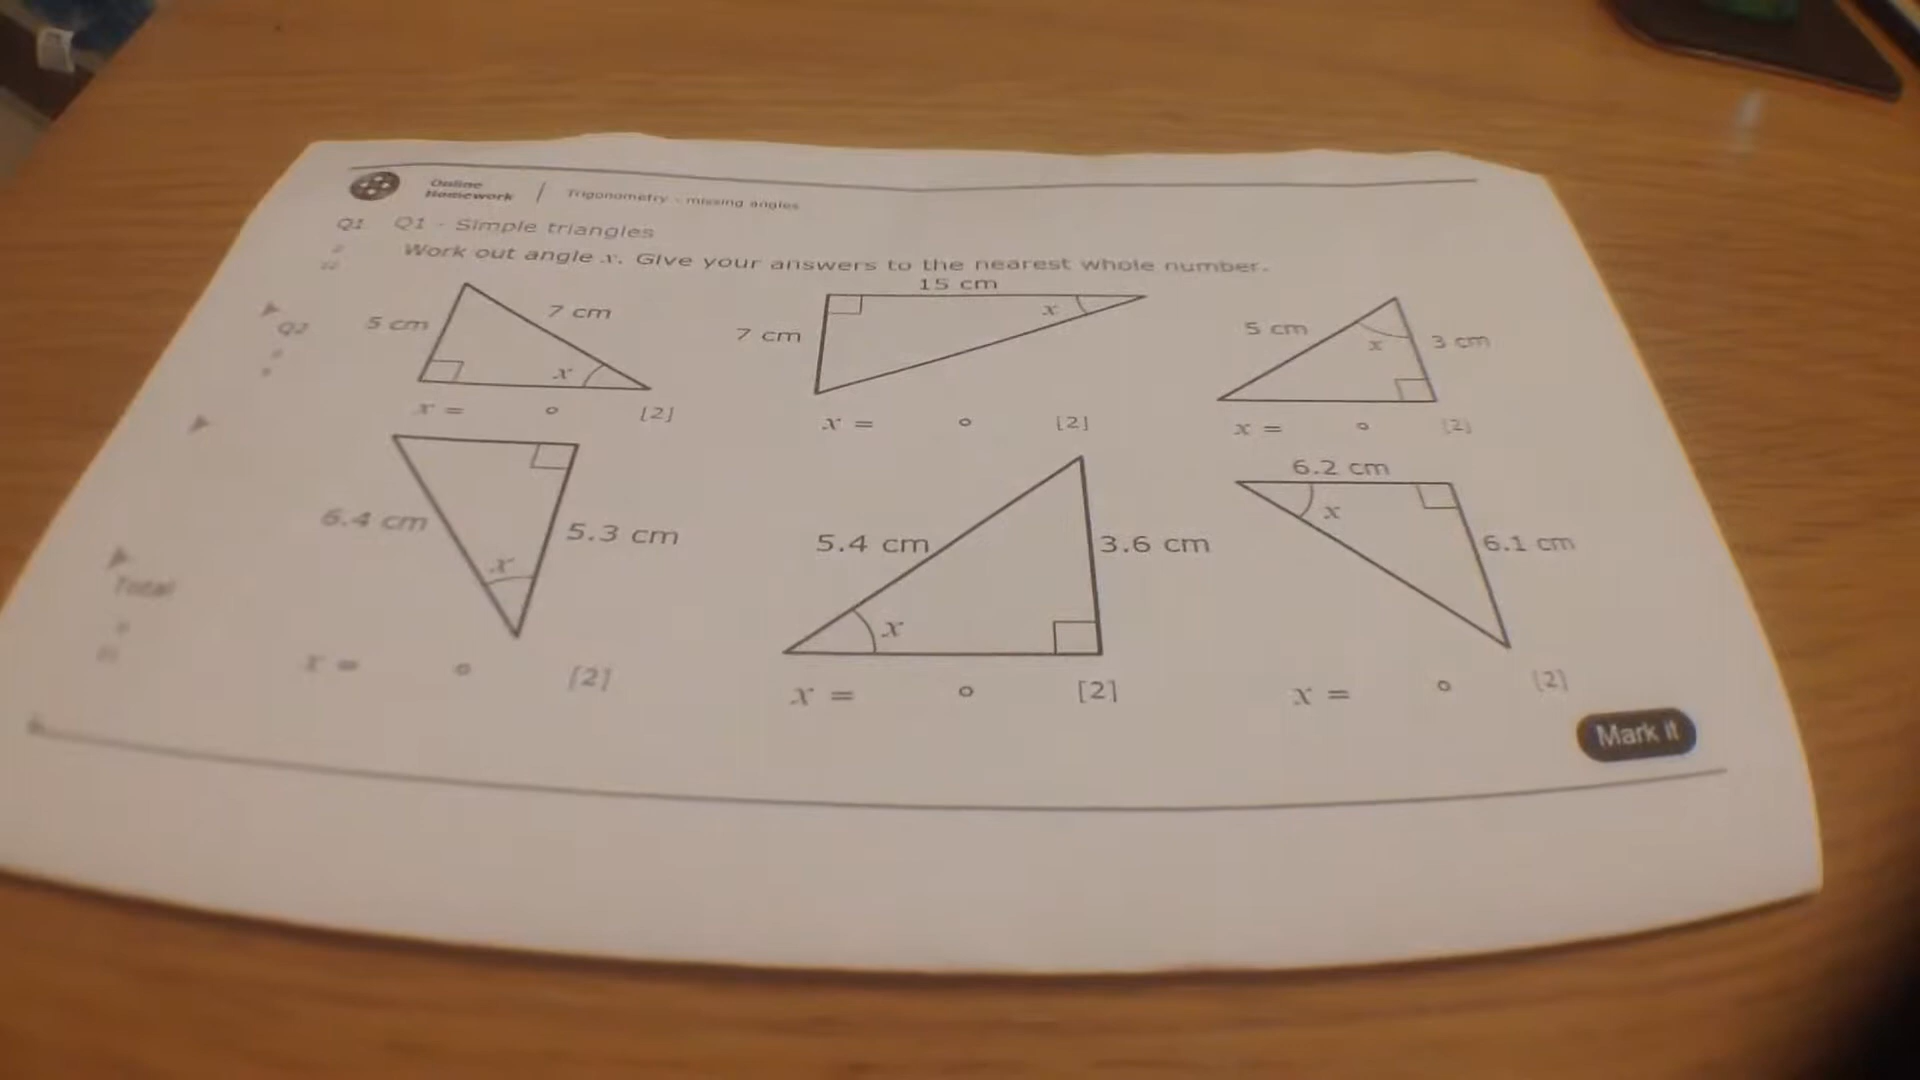 Online
Homework
Trigonometry - missing angles
Q1 Q1 - Simple triangles
Work out angle x. Give your answers to the nearest whole number.
Q2
5 cm 7 cm x
x = ° [2]
15 cm
7 cm x
x = ° [2]
5 cm x 3 cm
x = ° [2]
6.4 cm 5.3 cm
x
x = ° [2]
5.4 cm 3.6 cm
x
x = ° [2]
6.2 cm
x 6.1 cm
x = ° [2]
Total
Mark it